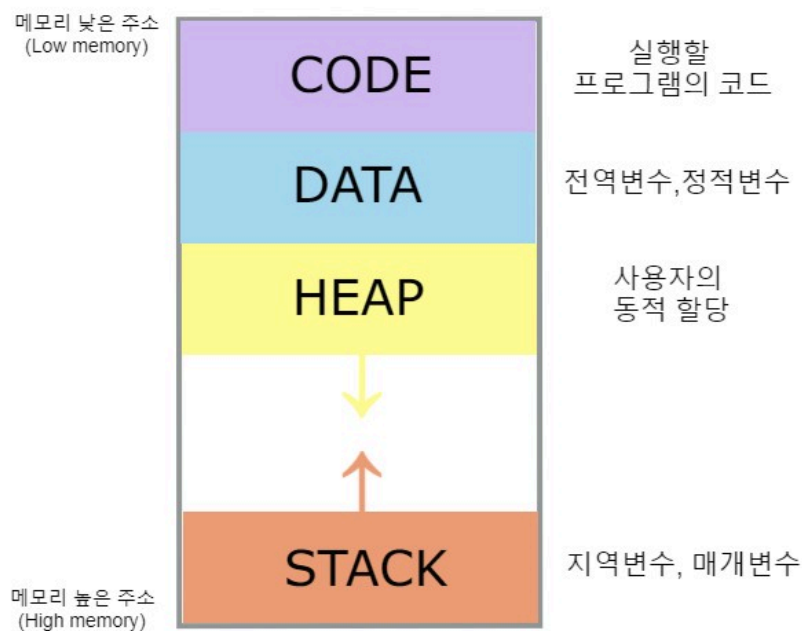 메모리 낮은 주소
(Low memory)
CODE
실행할
프로그램의 코드
DATA
전역변수,정적변수
HEAP
사용자의
동적 할당
STACK
지역변수, 매개변수
메모리 높은 주소
(High memory)